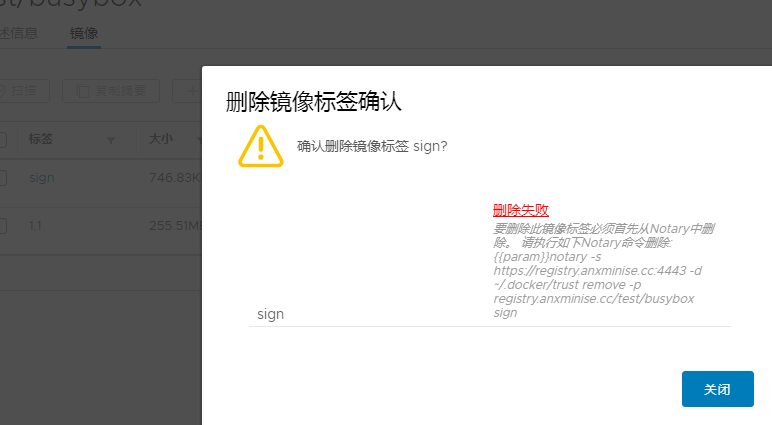 st/busybox
述信息 镜像
扫描 复制摘要
标签 大小
sign 746.83K
1.1 255.51M
删除镜像标签确认
确认删除镜像标签 sign?
删除失败
要删除此镜像标签必须首先从Notary中删
除。 请执行如下Notary命令删除:
{{param}}notary -s
https://registry.anxminise.cc:4443 -d
~/.docker/trust remove -p
registry.anxminise.cc/test/busybox
sign
sign
关闭